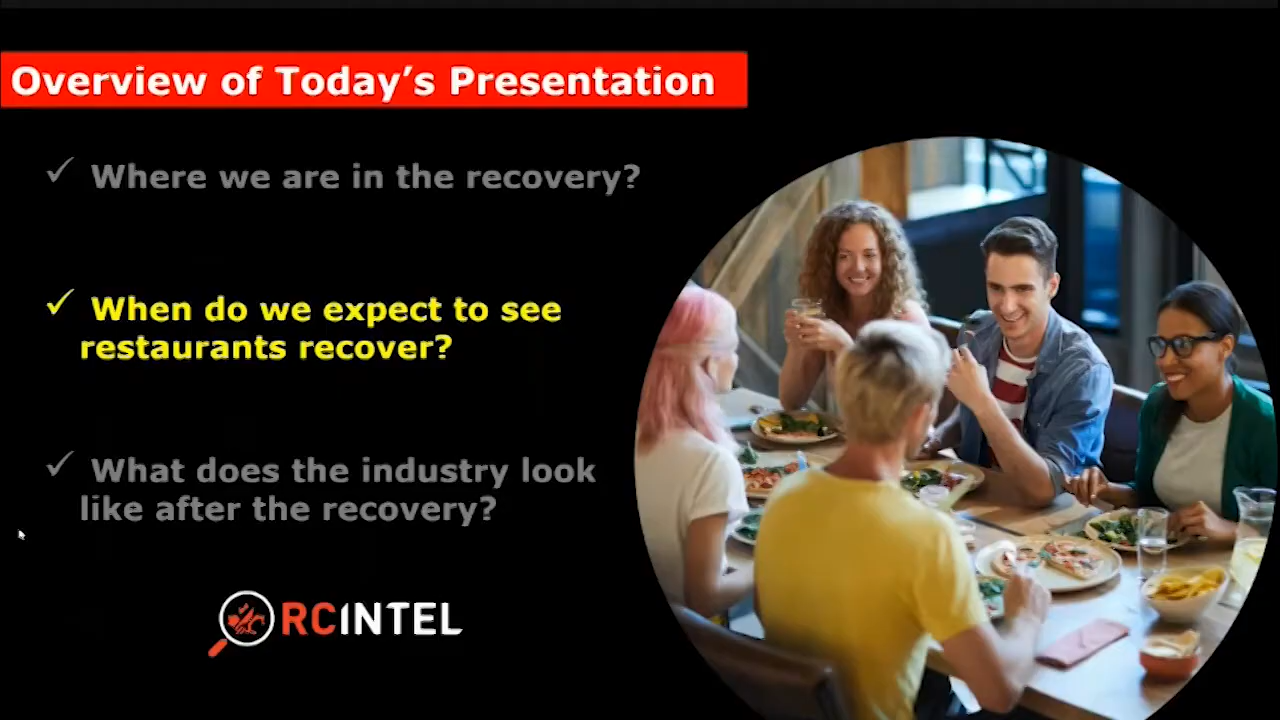 Overview of Today’s Presentation
✓ Where we are in the recovery?
✓ When do we expect to see
restaurants recover?
✓ What does the industry look
like after the recovery?
RCINTEL